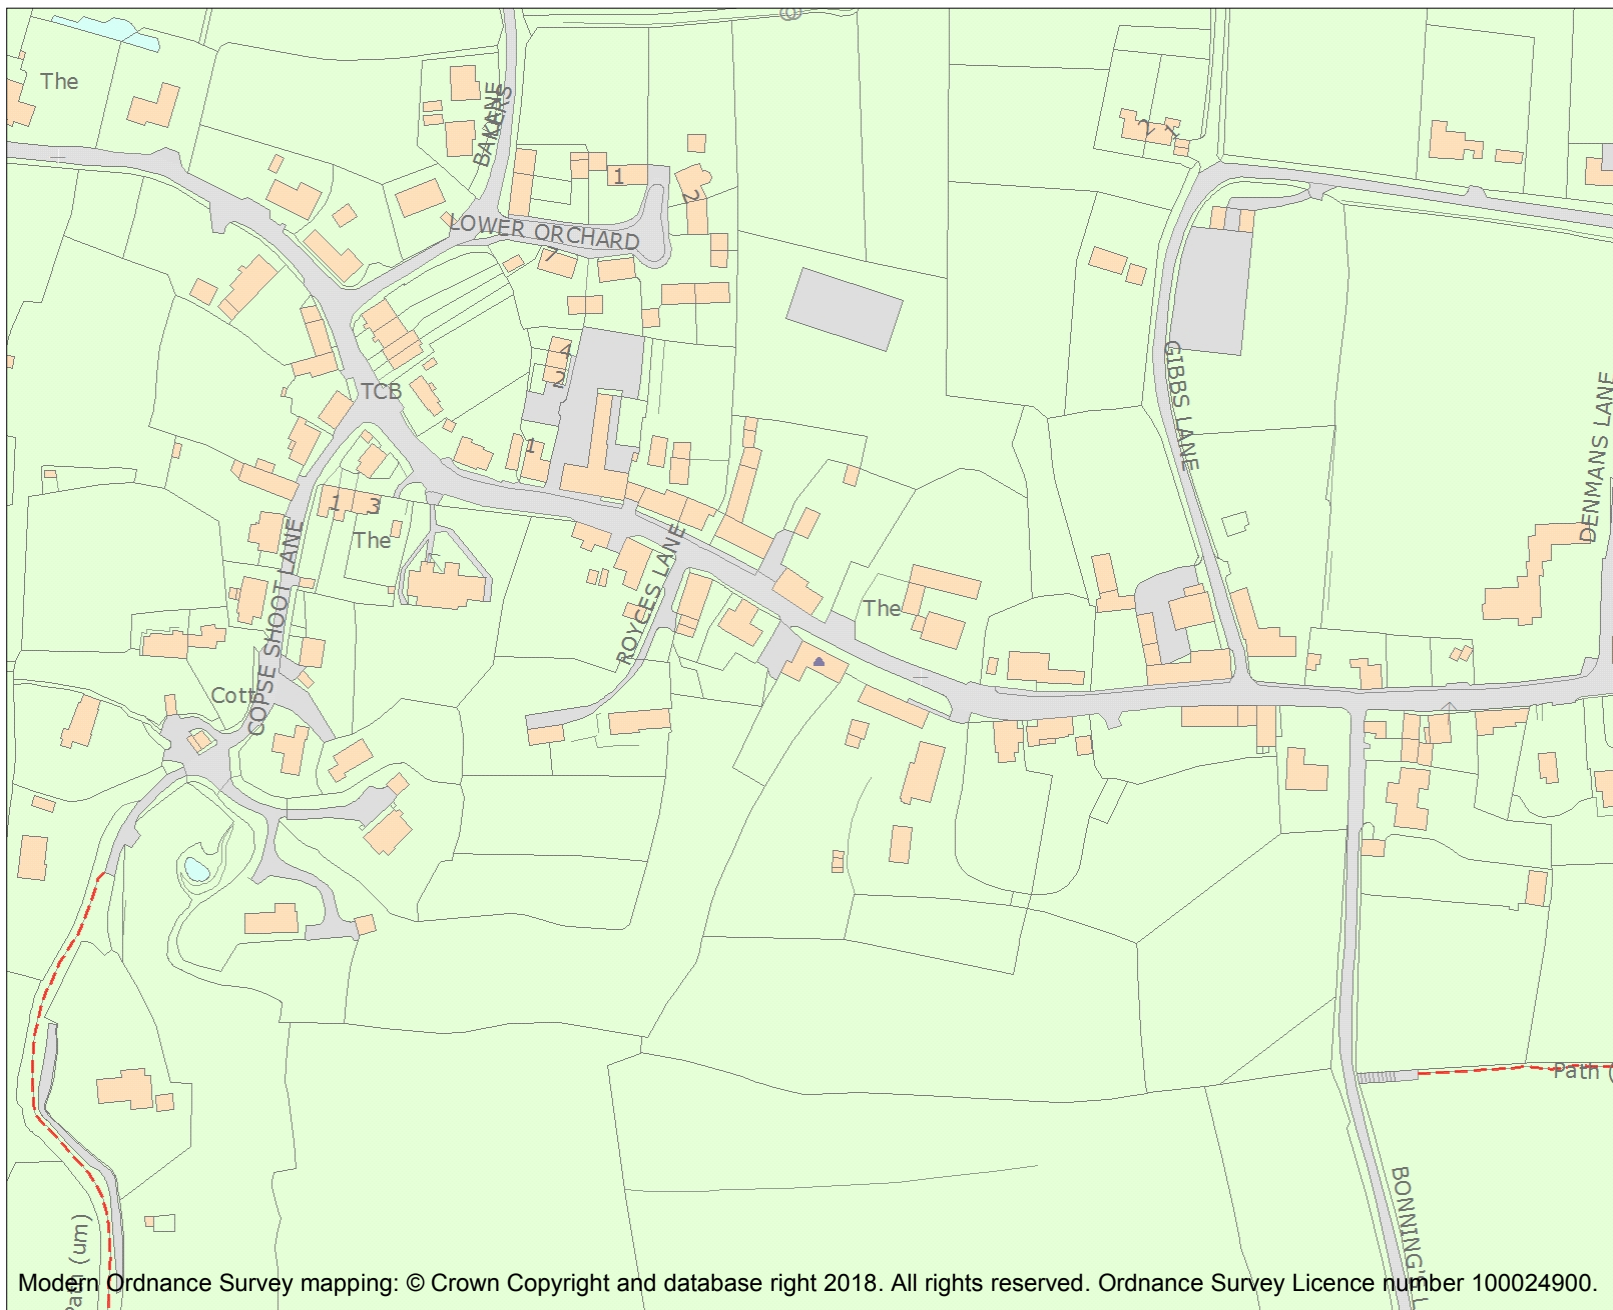 The
BAKERS
LANE
2 1
1
2
LOWER ORCHARD
7
GIBBS LANE
4
2
TCB
DENMANS LANE
1
1 3
The
COPSE SHOOT LANE
ROYCES LANE
The
Cott
Path (
BONNING'S L
Path (um)
Modern Ordnance Survey mapping: © Crown Copyright and database right 2018. All rights reserved. Ordnance Survey Licence number 100024900.